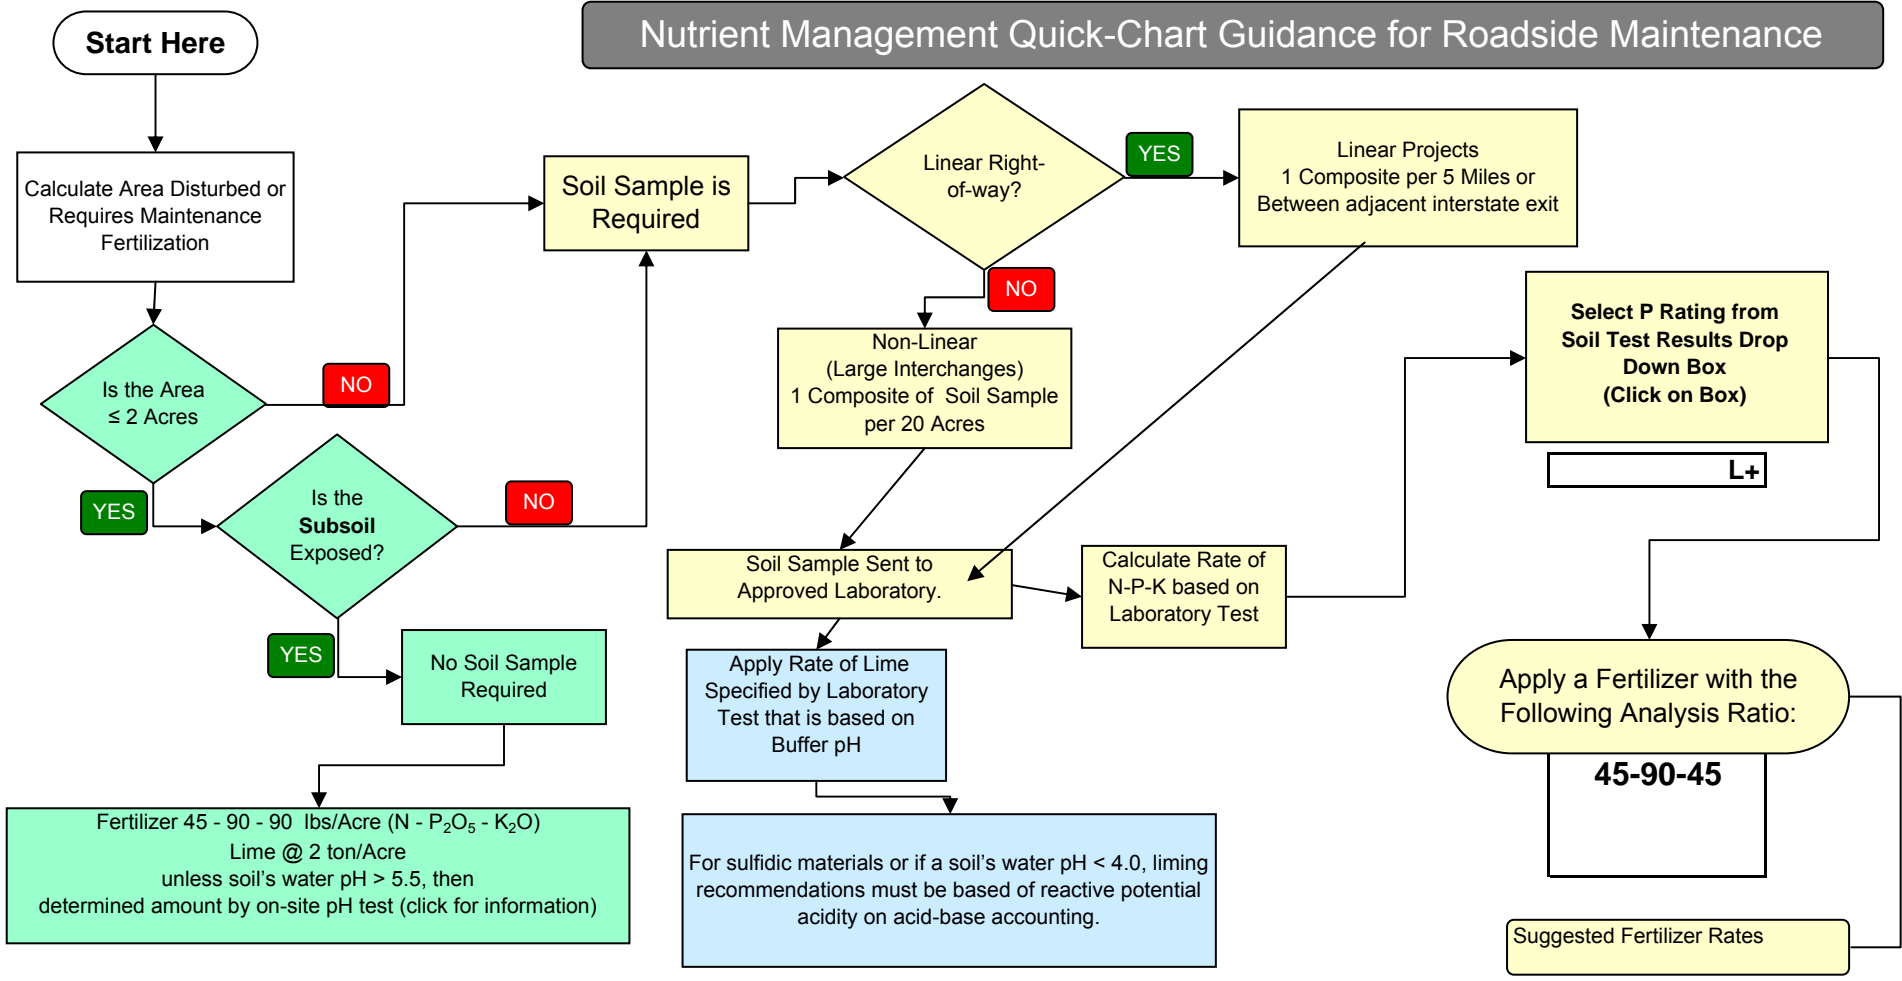 Start Here
Nutrient Management Quick-Chart Guidance for Roadside Maintenance
Calculate Area Disturbed or
Requires Maintenance
Fertilization
Is the Area
≤ 2 Acres
NO
YES
Is the
Subsoil
Exposed?
NO
YES
No Soil Sample
Required
Fertilizer 45 - 90 - 90 lbs/Acre (N - P₂O₅ - K₂O)
Lime @ 2 ton/Acre
unless soil's water pH > 5.5, then
determined amount by on-site pH test (click for information)
Soil Sample is
Required
Linear Right-
of-way?
YES
NO
Linear Projects
1 Composite per 5 Miles or
Between adjacent interstate exit
Non-Linear
(Large Interchanges)
1 Composite of Soil Sample
per 20 Acres
Soil Sample Sent to
Approved Laboratory.
Apply Rate of Lime
Specified by Laboratory
Test that is based on
Buffer pH
For sulfidic materials or if a soil's water pH < 4.0, liming
recommendations must be based of reactive potential
acidity on acid-base accounting.
Calculate Rate of
N-P-K based on
Laboratory Test
Select P Rating from
Soil Test Results Drop
Down Box
(Click on Box)
L+
Apply a Fertilizer with the
Following Analysis Ratio:
45-90-45
Suggested Fertilizer Rates